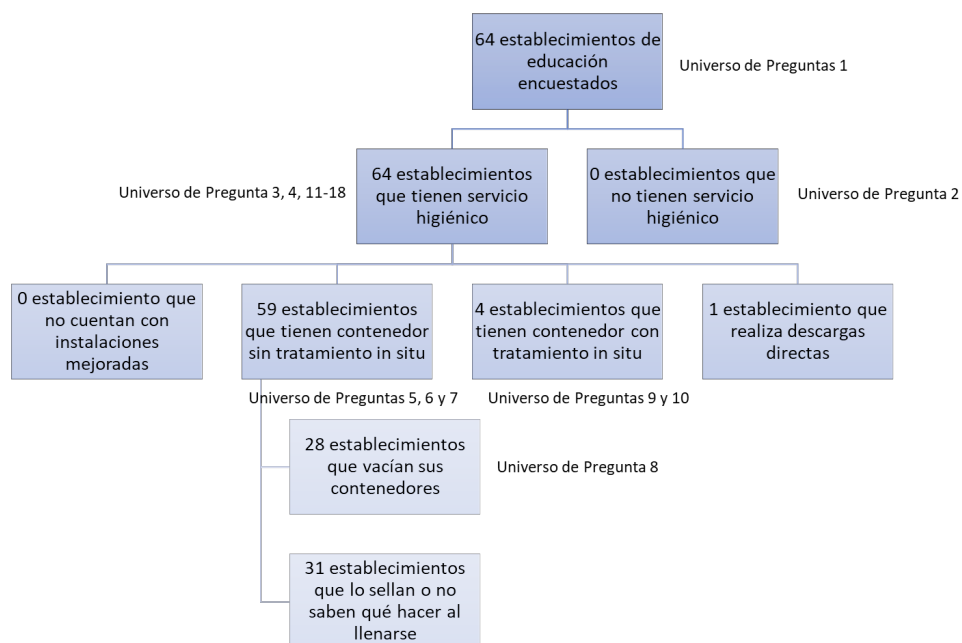 64 establecimientos de
educación
encuestados
Universo de Preguntas 1
Universo de Pregunta 3, 4, 11-18
64 establecimientos
que tienen servicio
higiénico
0 establecimientos que
no tienen servicio
higiénico
Universo de Pregunta 2
0 establecimiento que
no cuentan con
instalaciones
mejoradas
59 establecimientos
que tienen contenedor
sin tratamiento in situ
4 establecimientos que
tienen contenedor con
tratamiento in situ
1 establecimiento que
realiza descargas
directas
Universo de Preguntas 5, 6 y 7
Universo de Preguntas 9 y 10
28 establecimientos
que vacían sus
contenedores
Universo de Pregunta 8
31 establecimientos
que lo sellan o no
saben qué hacer al
llenarse